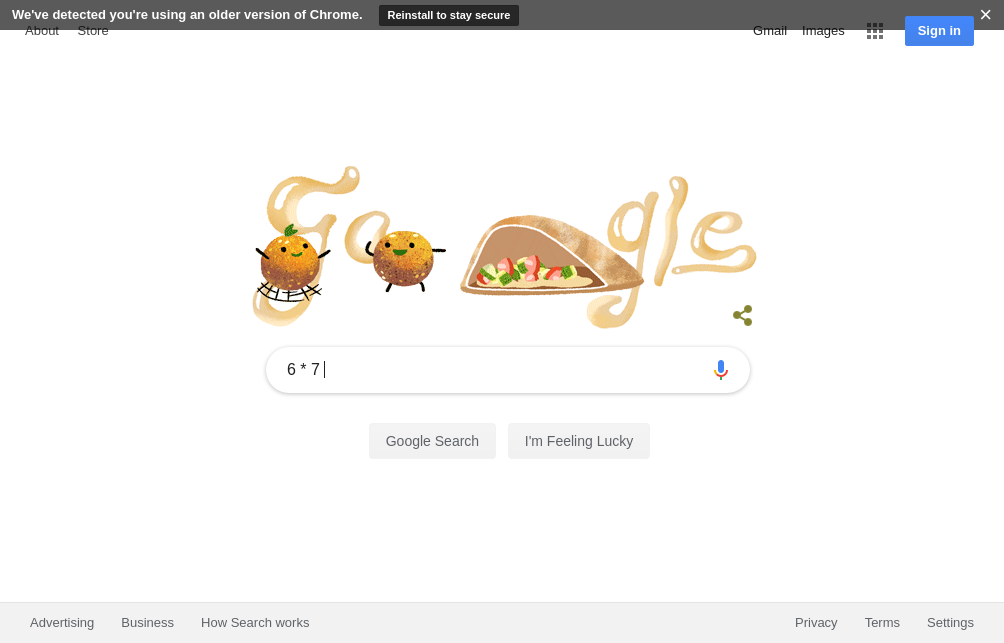 We've detected you're using an older version of Chrome. Reinstall to stay secure ×
About Store Gmail Images Sign in
Google
6 * 7
Google Search I'm Feeling Lucky
Advertising Business How Search works Privacy Terms Settings